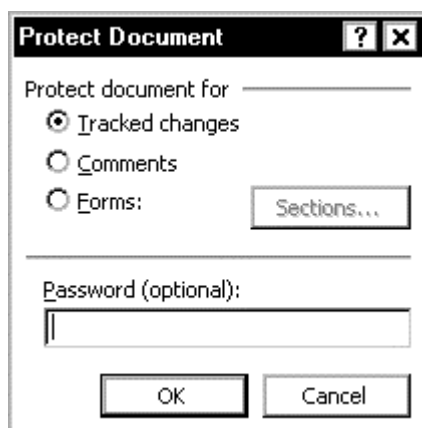 Protect Document ? X
Protect document for
Tracked changes
Comments
Forms:
Sections...
Password (optional):
OK Cancel